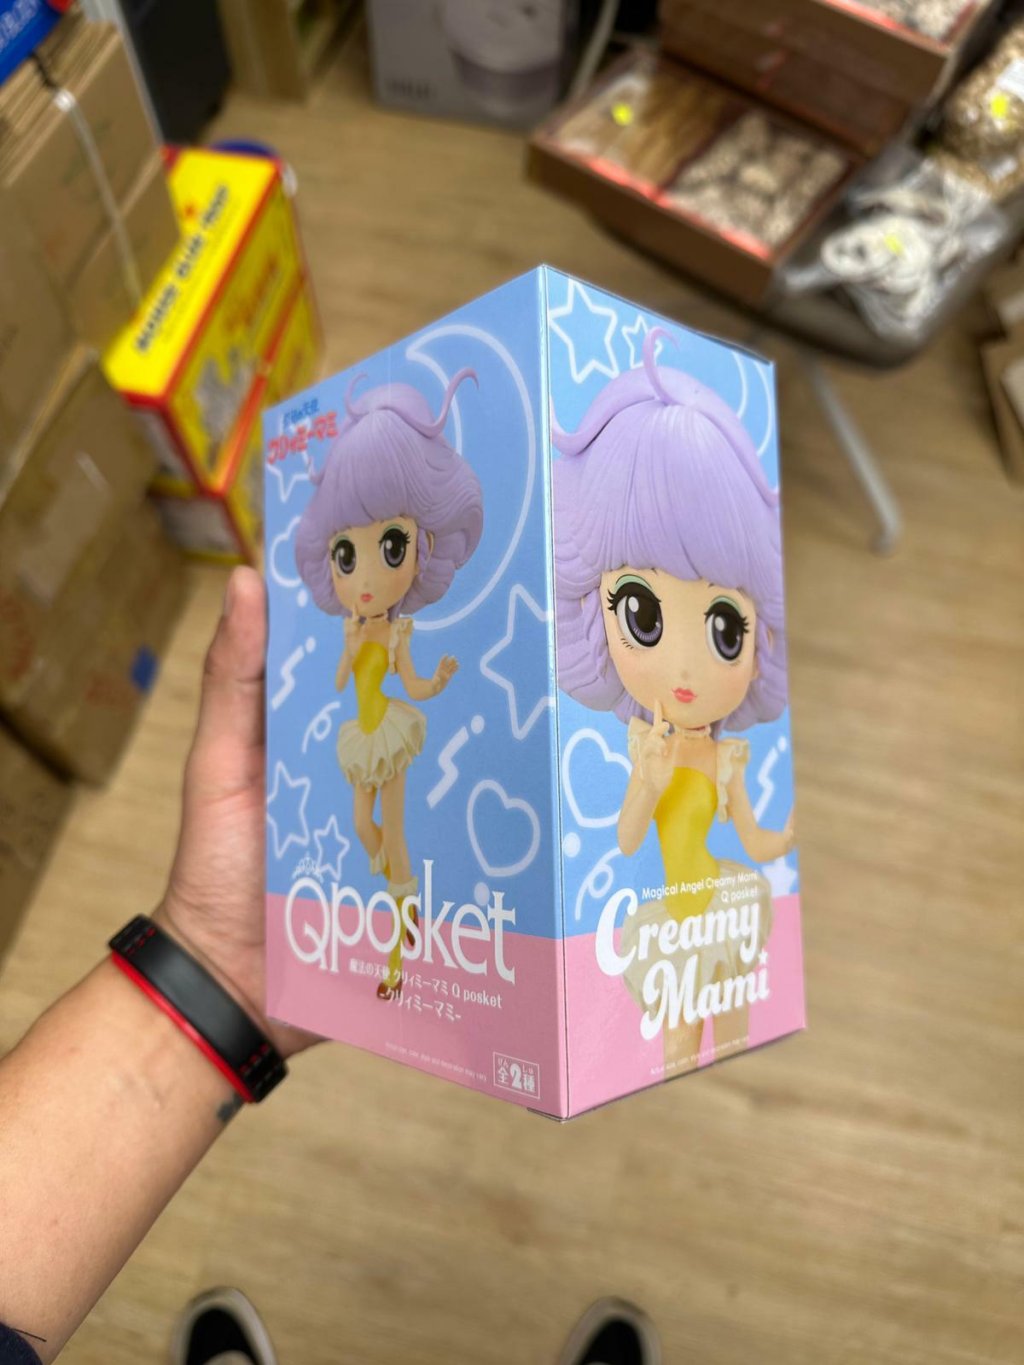 魔法の天使
クリィミーマミ
Qposket
魔法の天使 クリィミーマミ Q posket
-クリィミーマミ-
全2種
Magical Angel Creamy Mami
Q posket
Creamy
Mami